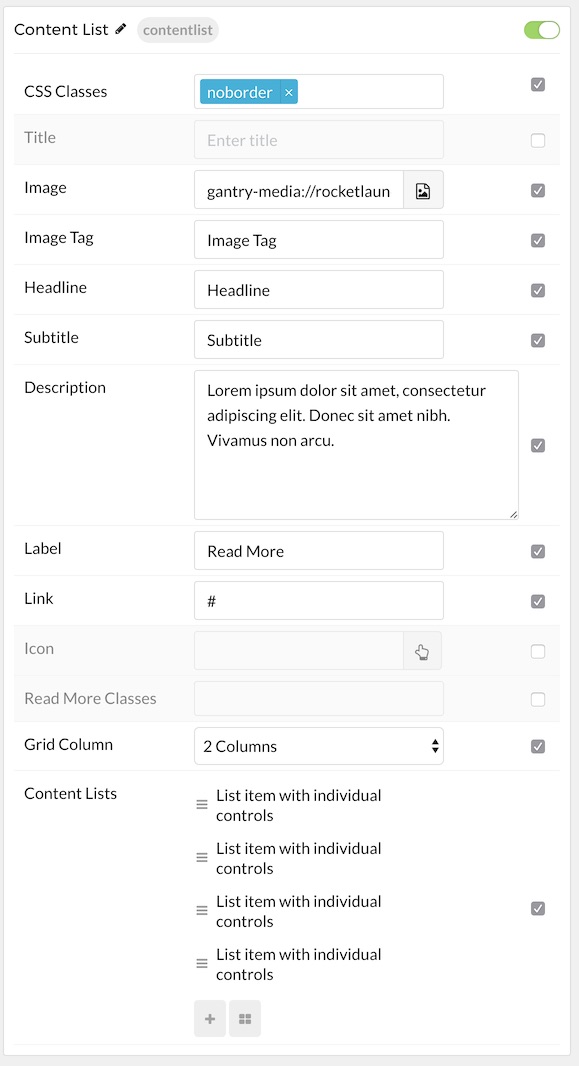 Content List contentlist
CSS Classes noborder ×
Title Enter title
Image gantry-media://rocketlaun
Image Tag Image Tag
Headline Headline
Subtitle Subtitle
Description Lorem ipsum dolor sit amet, consectetur
adipiscing elit. Donec sit amet nibh.
Vivamus non arcu.
Label Read More
Link #
Icon
Read More Classes
Grid Column 2 Columns
Content Lists List item with individual
controls
List item with individual
controls
List item with individual
controls
List item with individual
controls
+